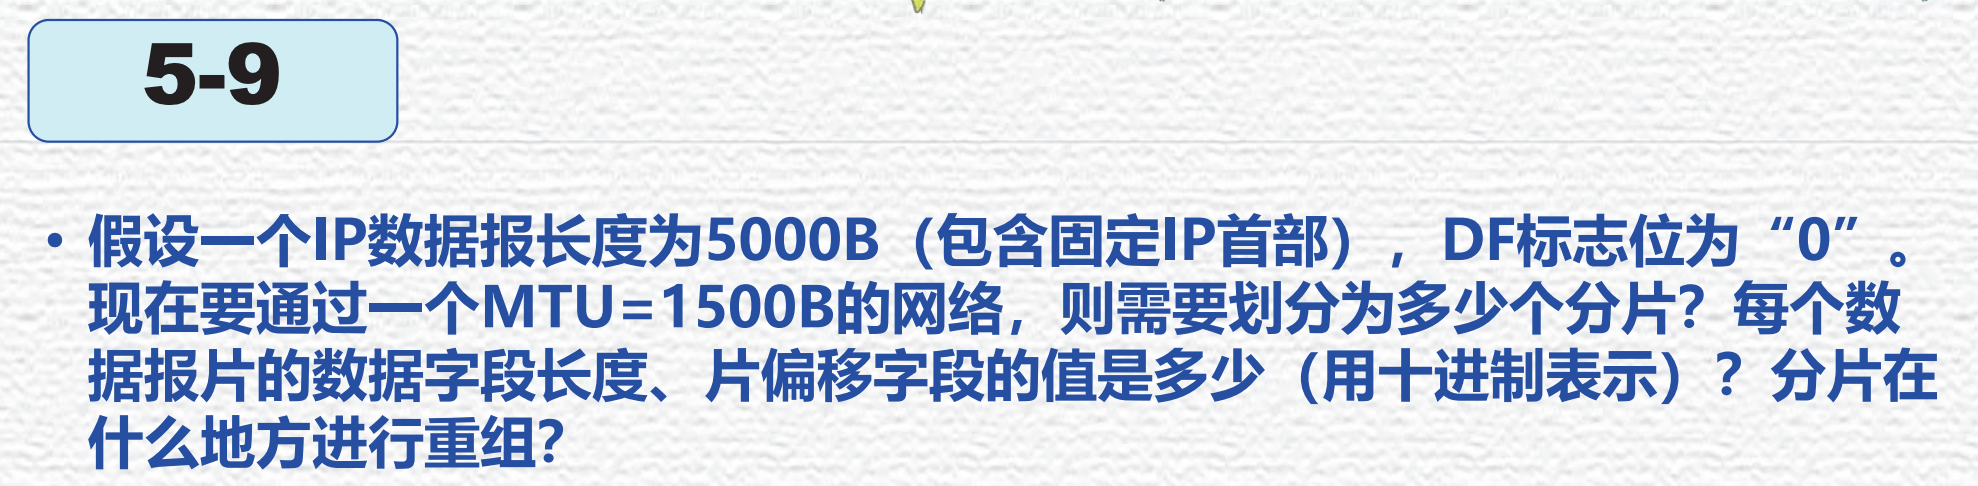 5-9
• 假设一个IP数据报长度为5000B（包含固定IP首部），DF标志位为“0”。
现在要通过一个MTU=1500B的网络，则需要划分为多少个分片？每个数
据报片的数据字段长度、片偏移字段的值是多少（用十进制表示）？分片在
什么地方进行重组？